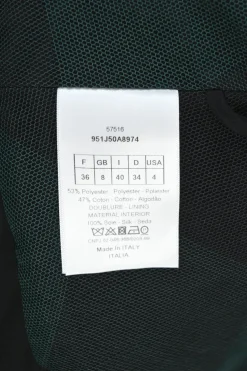 57516
951J50A8974
F GB I D USA
36 8 40 34 4
53% Polyester - Polyester - Poliester
47% Coton - Cotton - Algodão
DOUBLURE - LINING
MATERIAL INTERIOR
100% Soie - Silk - Seda
Made in ITALY
ITALIA